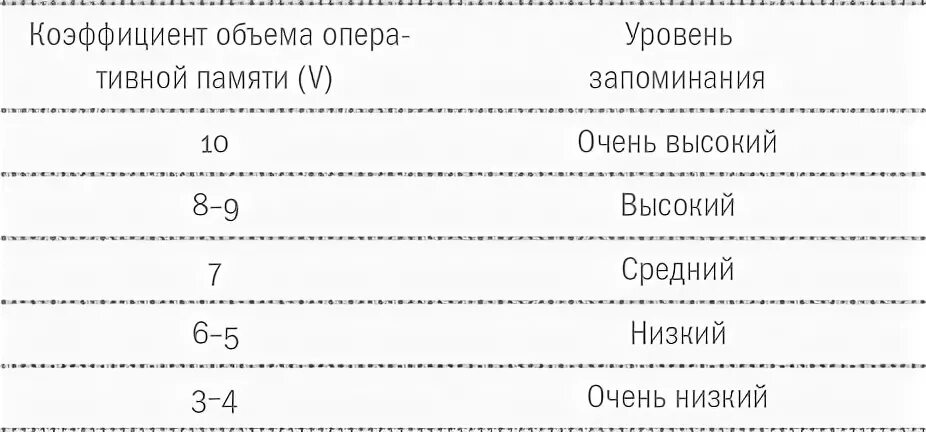 Коэффициент объема опера-
тивной памяти (V)
Уровень
запоминания
10
Очень высокий
8–9
Высокий
7
Средний
6–5
Низкий
3–4
Очень низкий